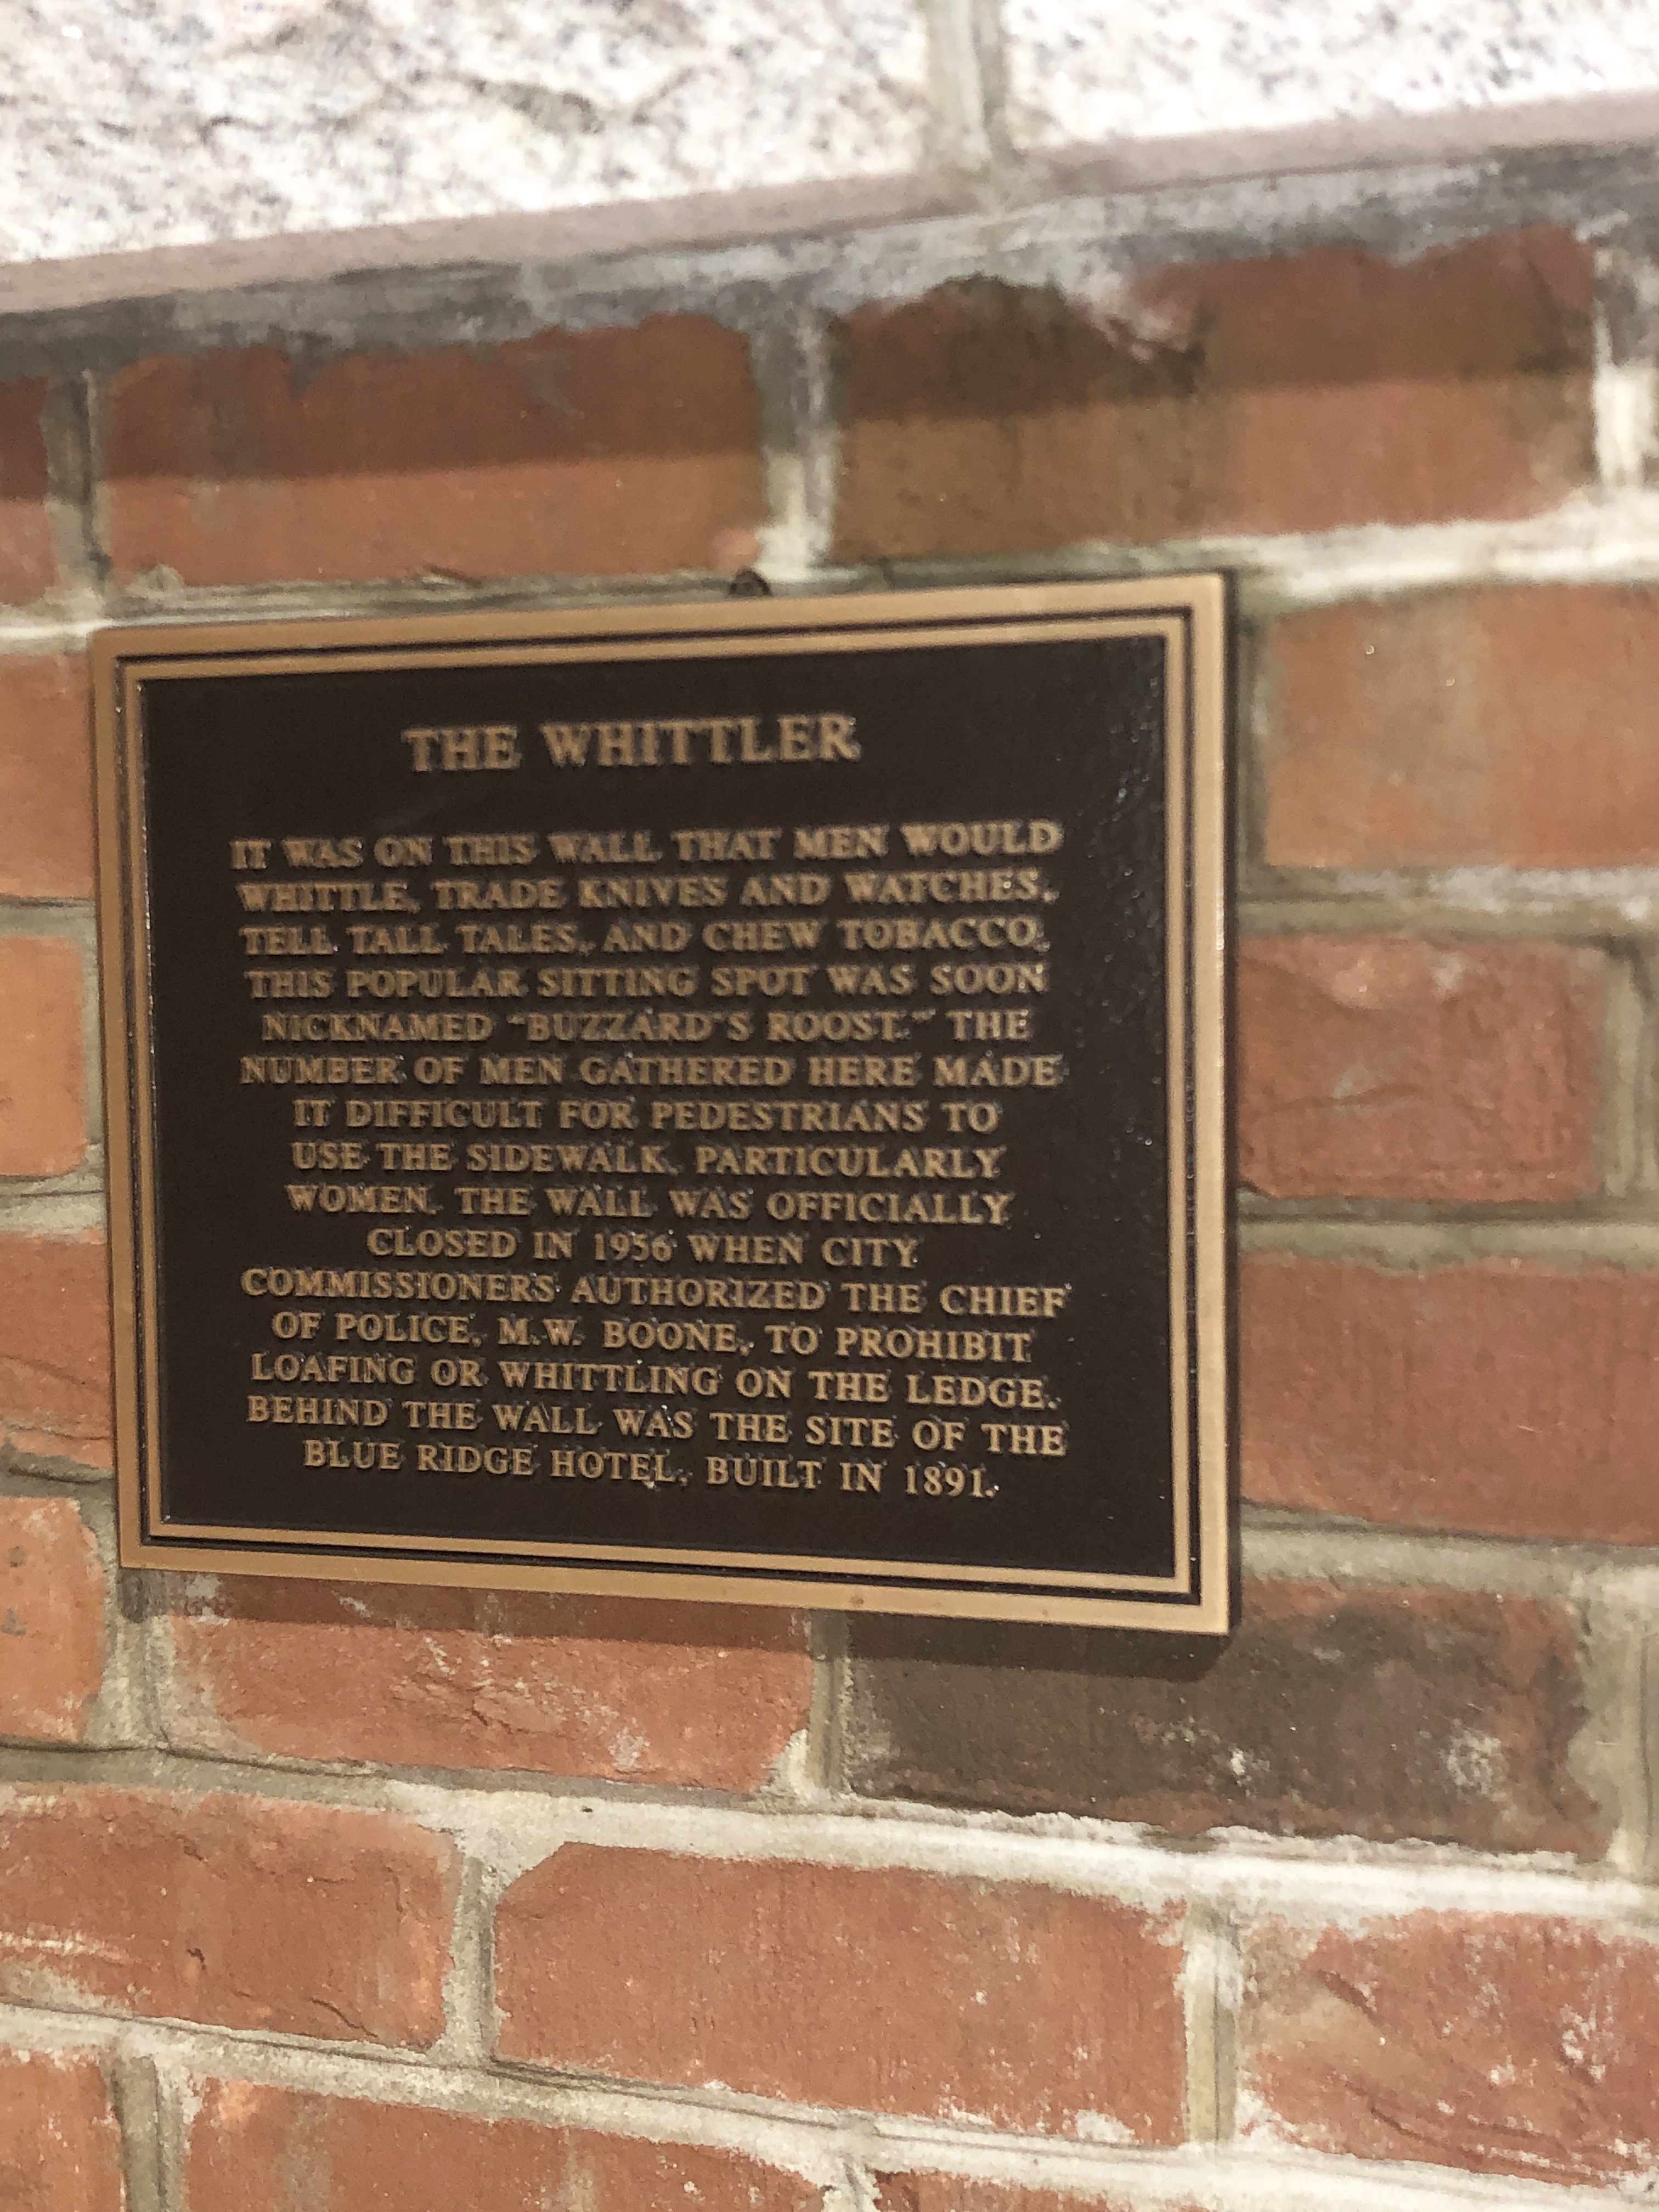 THE WHITTLER
IT WAS ON THIS WALL THAT MEN WOULD
WHITTLE, TRADE KNIVES AND WATCHES,
TELL TALL TALES, AND CHEW TOBACCO.
THIS POPULAR SITTING SPOT WAS SOON
NICKNAMED "BUZZARD'S ROOST." THE
NUMBER OF MEN GATHERED HERE MADE
IT DIFFICULT FOR PEDESTRIANS TO
USE THE SIDEWALK, PARTICULARLY
WOMEN. THE WALL WAS OFFICIALLY
CLOSED IN 1956 WHEN CITY
COMMISSIONERS AUTHORIZED THE CHIEF
OF POLICE, M.W. BOONE, TO PROHIBIT
LOAFING OR WHITTLING ON THE LEDGE.
BEHIND THE WALL WAS THE SITE OF THE
BLUE RIDGE HOTEL, BUILT IN 1891.